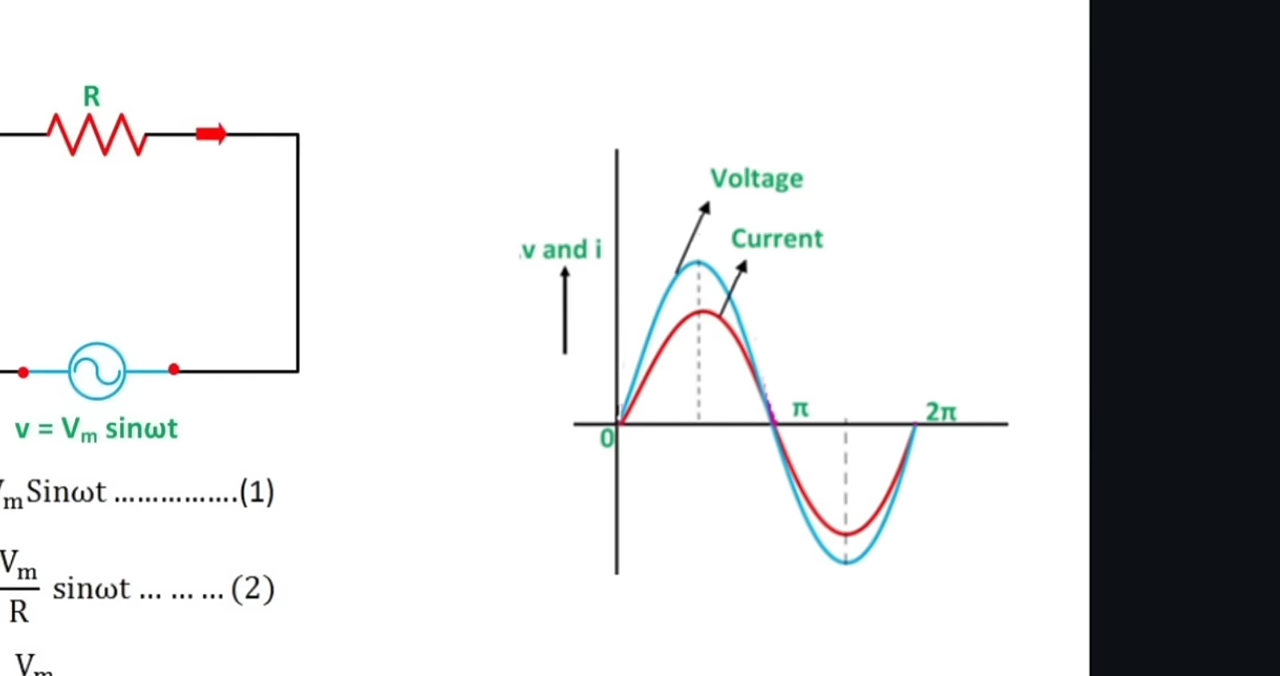 R
v = Vₘ sinωt
ₘSinωt ...............(1)
Vₘ
R
sinωt ... ... ... (2)
Vₘ
Voltage
Current
v and i
0
π
2π